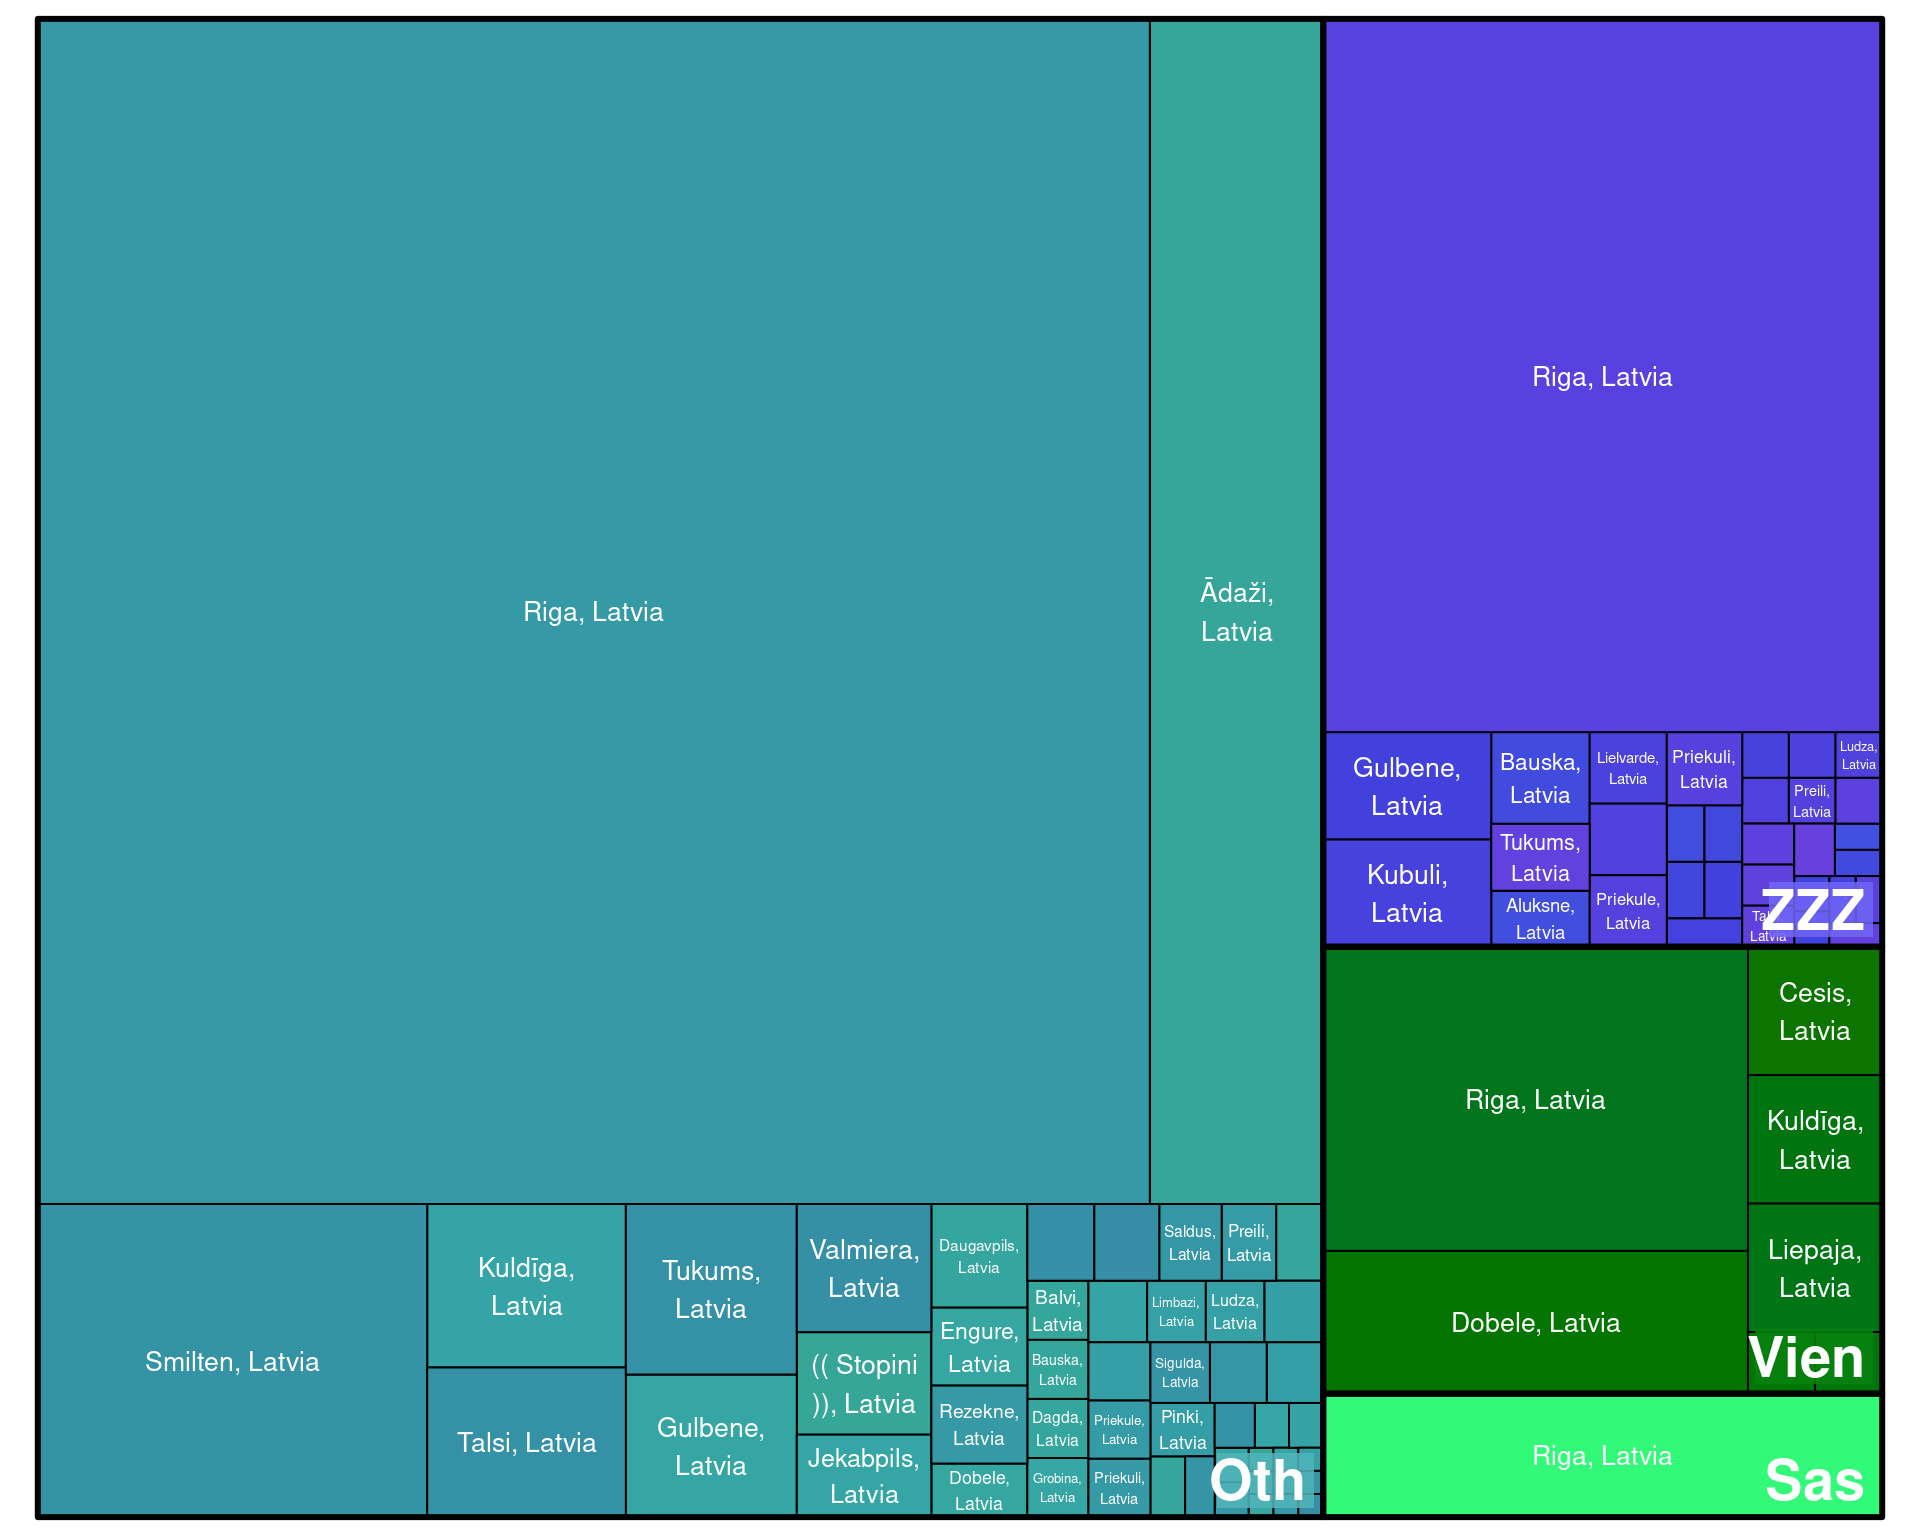 Riga, Latvia
Ādaži,
Latvia
Smilten, Latvia
Kuldīga,
Latvia
Talsi, Latvia
Tukums,
Latvia
Gulbene,
Latvia
Valmiera,
Latvia
(( Stopini
)), Latvia
Jekabpils,
Latvia
Daugavpils,
Latvia
Engure,
Latvia
Rezekne,
Latvia
Dobele,
Latvia
Saldus,
Latvia
Preili,
Latvia
Balvi,
Latvia
Bauska,
Latvia
Dagda,
Latvia
Grobina,
Latvia
Limbazi,
Latvia
Ludza,
Latvia
Sigulda,
Latvia
Priekule,
Latvia
Priekuli,
Latvia
Pinki,
Latvia
Oth
Riga, Latvia
Gulbene,
Latvia
Kubuli,
Latvia
Bauska,
Latvia
Tukums,
Latvia
Aluksne,
Latvia
Lielvarde,
Latvia
Priekule,
Latvia
Priekuli,
Latvia
Ludza,
Latvia
Preili,
Latvia
Latvia
ZZZ
Riga, Latvia
Dobele, Latvia
Cesis,
Latvia
Kuldīga,
Latvia
Liepaja,
Latvia
Vien
Riga, Latvia
Sas